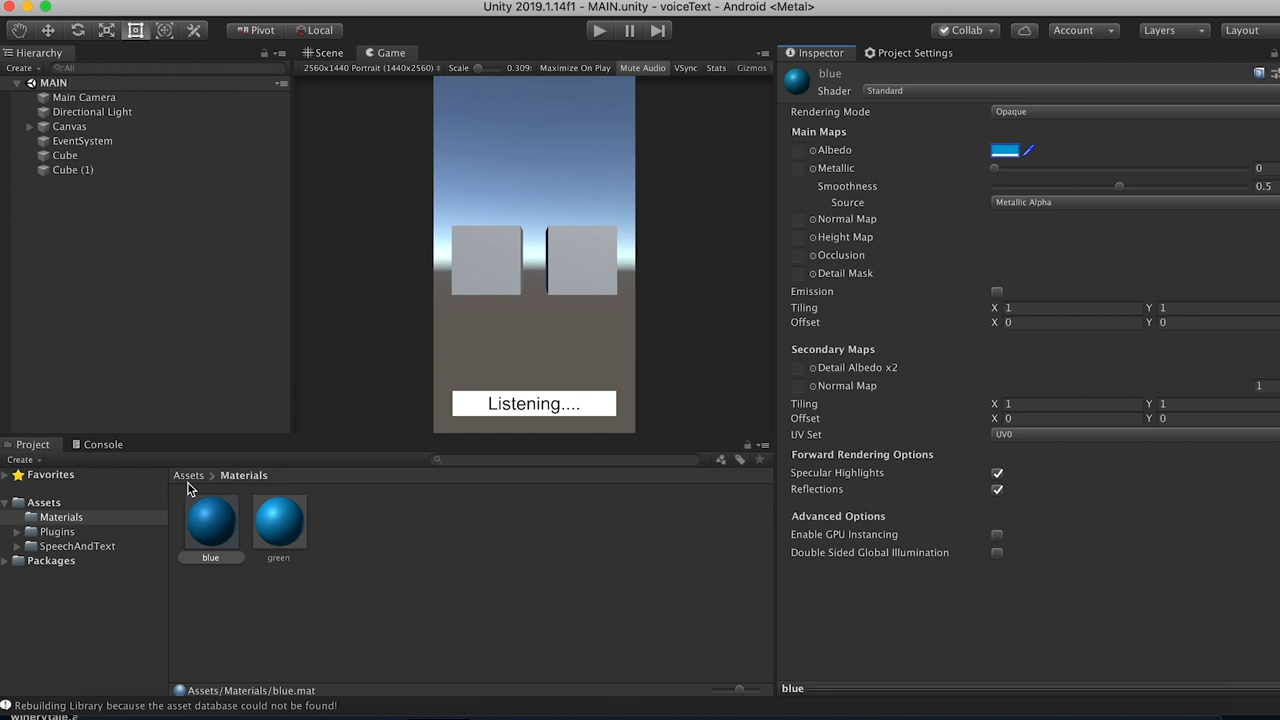 Unity 2019.1.14f1 - MAIN.unity - voiceText - Android <Metal>
Pivot Local Collab Account Layers Layout
Hierarchy
Create All
MAIN
Main Camera
Directional Light
Canvas
EventSystem
Cube
Cube (1)
Scene Game
2560x1440 Portrait (1440x2560) Scale 0.309: Maximize On Play Mute Audio VSync Stats Gizmos
Listening....
Inspector Project Settings
blue
Shader Standard
Rendering Mode Opaque
Main Maps
Albedo
Metallic 0
Smoothness 0.5
Source Metallic Alpha
Normal Map
Height Map
Occlusion
Detail Mask
Emission
Tiling X 1 Y 1
Offset X 0 Y 0
Secondary Maps
Detail Albedo x2
Normal Map 1
Tiling X 1 Y 1
Offset X 0 Y 0
UV Set UV0
Forward Rendering Options
Specular Highlights
Reflections
Advanced Options
Enable GPU Instancing
Double Sided Global Illumination
blue
Project Console
Create
Favorites
Assets
Materials
Plugins
SpeechAndText
Packages
Assets > Materials
blue green
Assets/Materials/blue.mat
Rebuilding Library because the asset database could not be found!